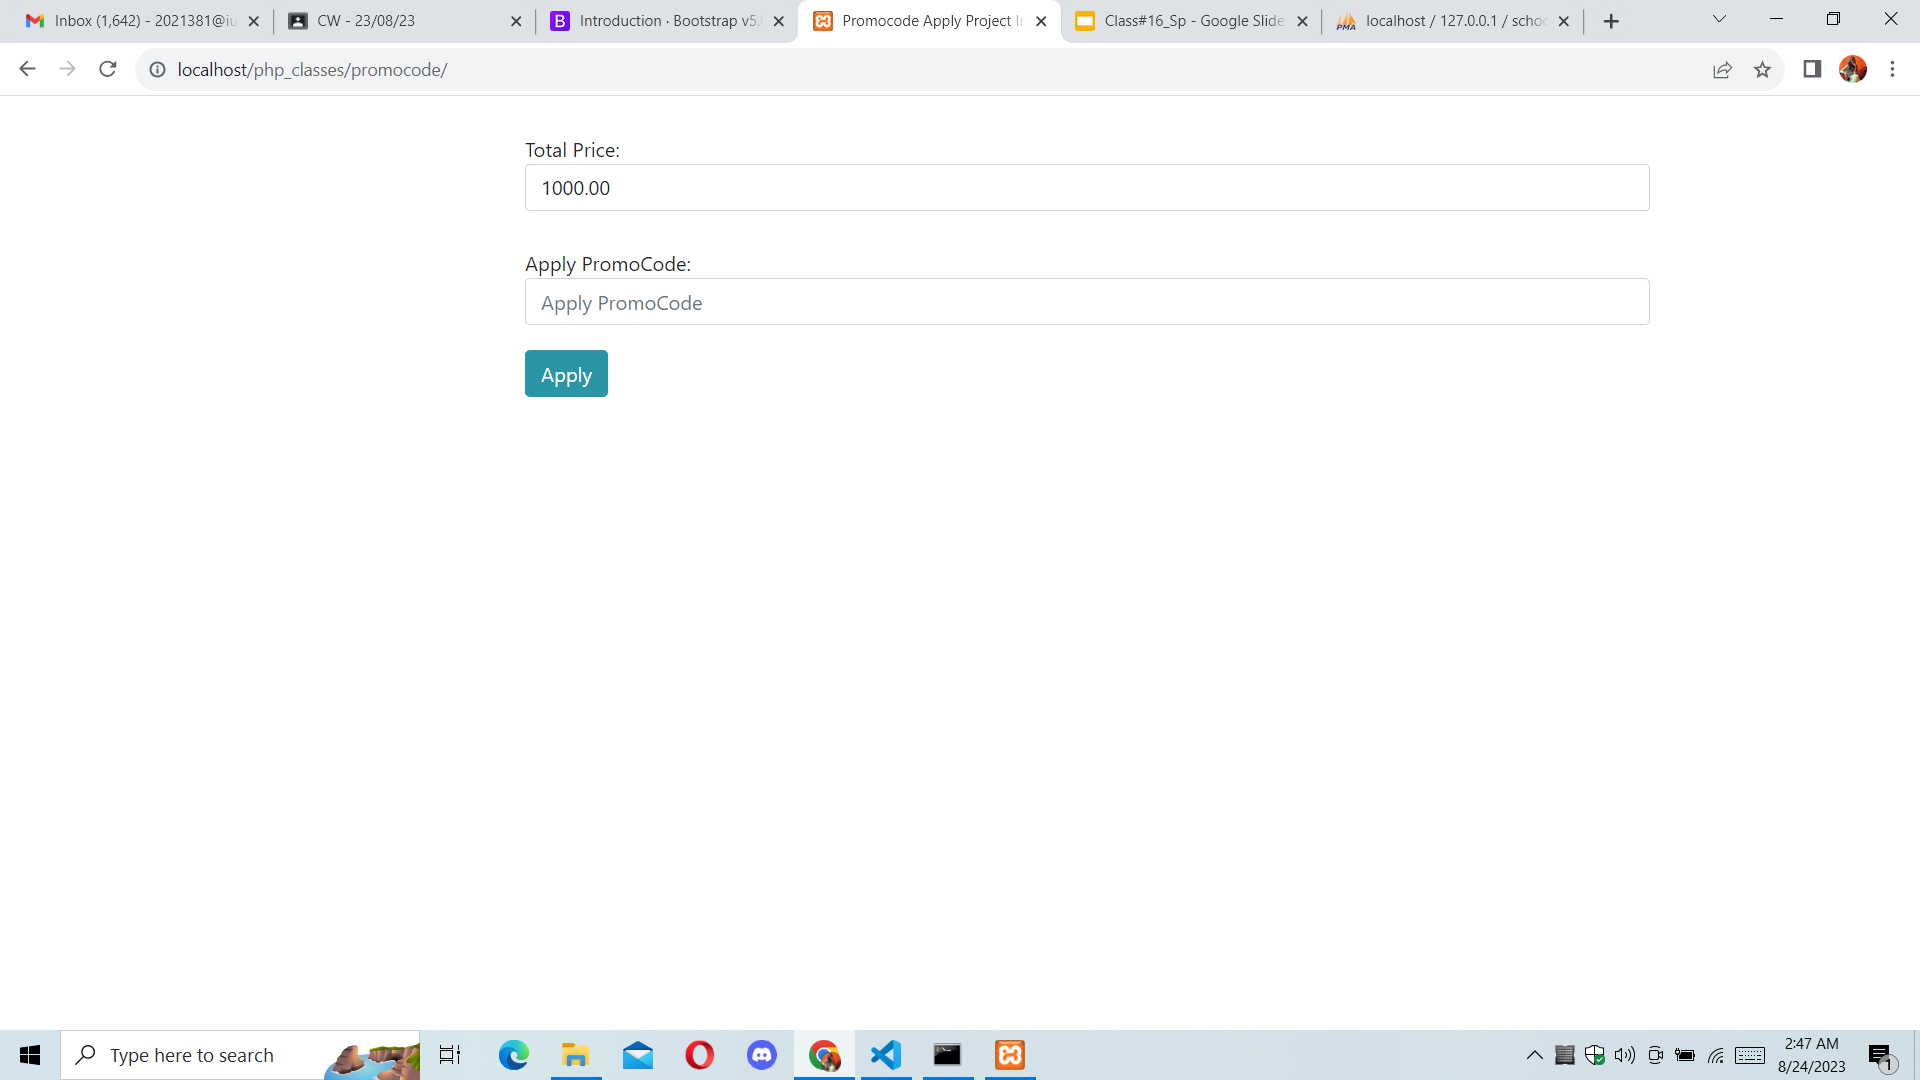 Inbox (1,642) - 2021381@iu
CW - 23/08/23
Introduction · Bootstrap v5.
Promocode Apply Project I
Class#16_Sp - Google Slide
PMA
localhost / 127.0.0.1 / schoo
localhost/php_classes/promocode/
Total Price:
1000.00
Apply PromoCode:
Apply PromoCode
Apply
Type here to search
2:47 AM
8/24/2023
1